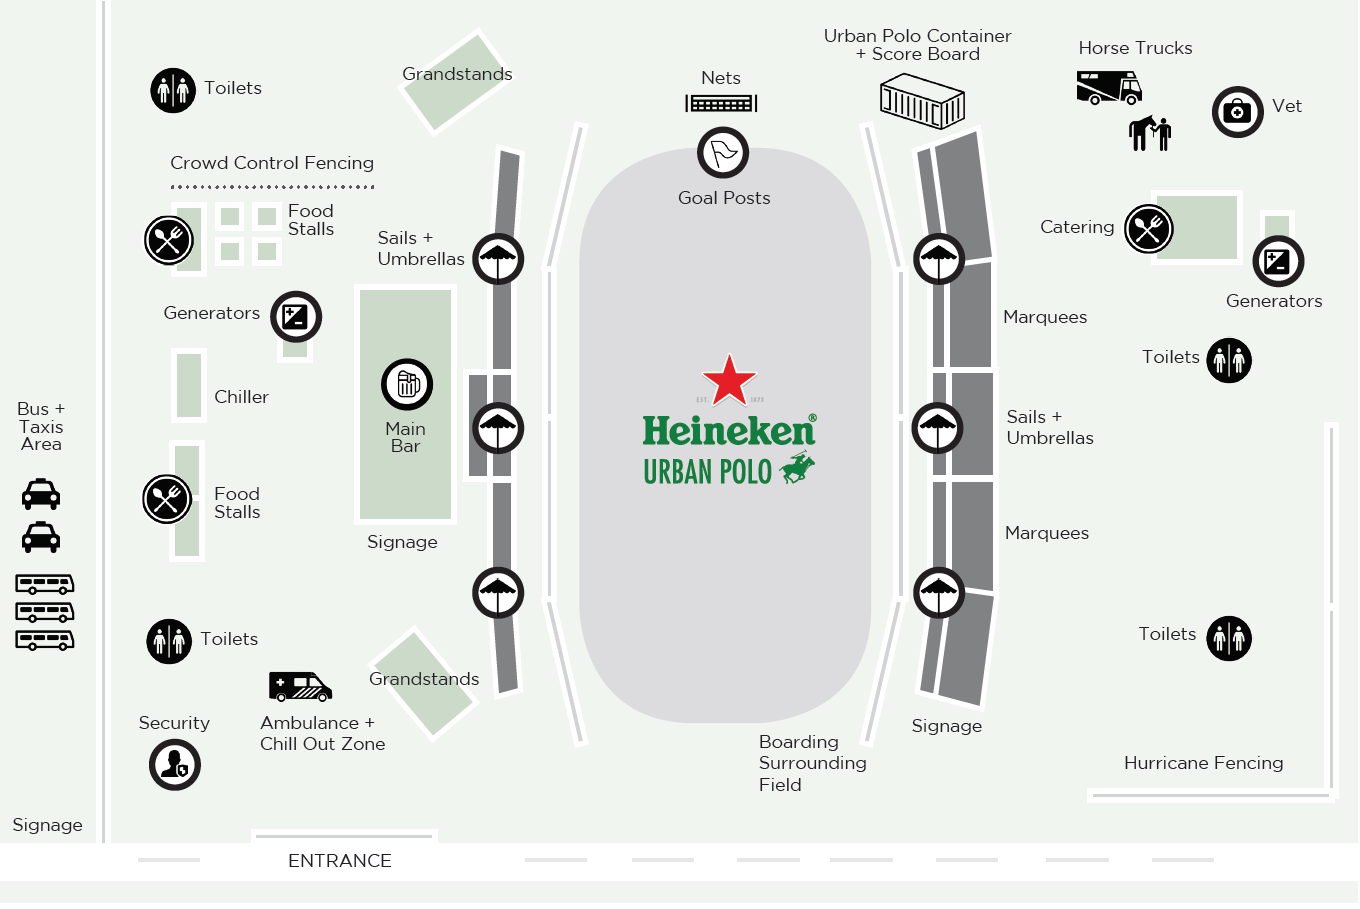 Urban Polo Container
+ Score Board
Horse Trucks
Grandstands
Nets
Toilets
Vet
Crowd Control Fencing
Goal Posts
Food
Stalls
Sails +
Umbrellas
Catering
Generators
Generators
Marquees
Toilets
Chiller
EST. 1873
Bus +
Taxis
Area
Main
Bar
Heineken®
URBAN POLO
Sails +
Umbrellas
Food
Stalls
Signage
Marquees
Toilets
Toilets
Grandstands
Security
Ambulance +
Chill Out Zone
Signage
Boarding
Surrounding
Field
Hurricane Fencing
Signage
ENTRANCE